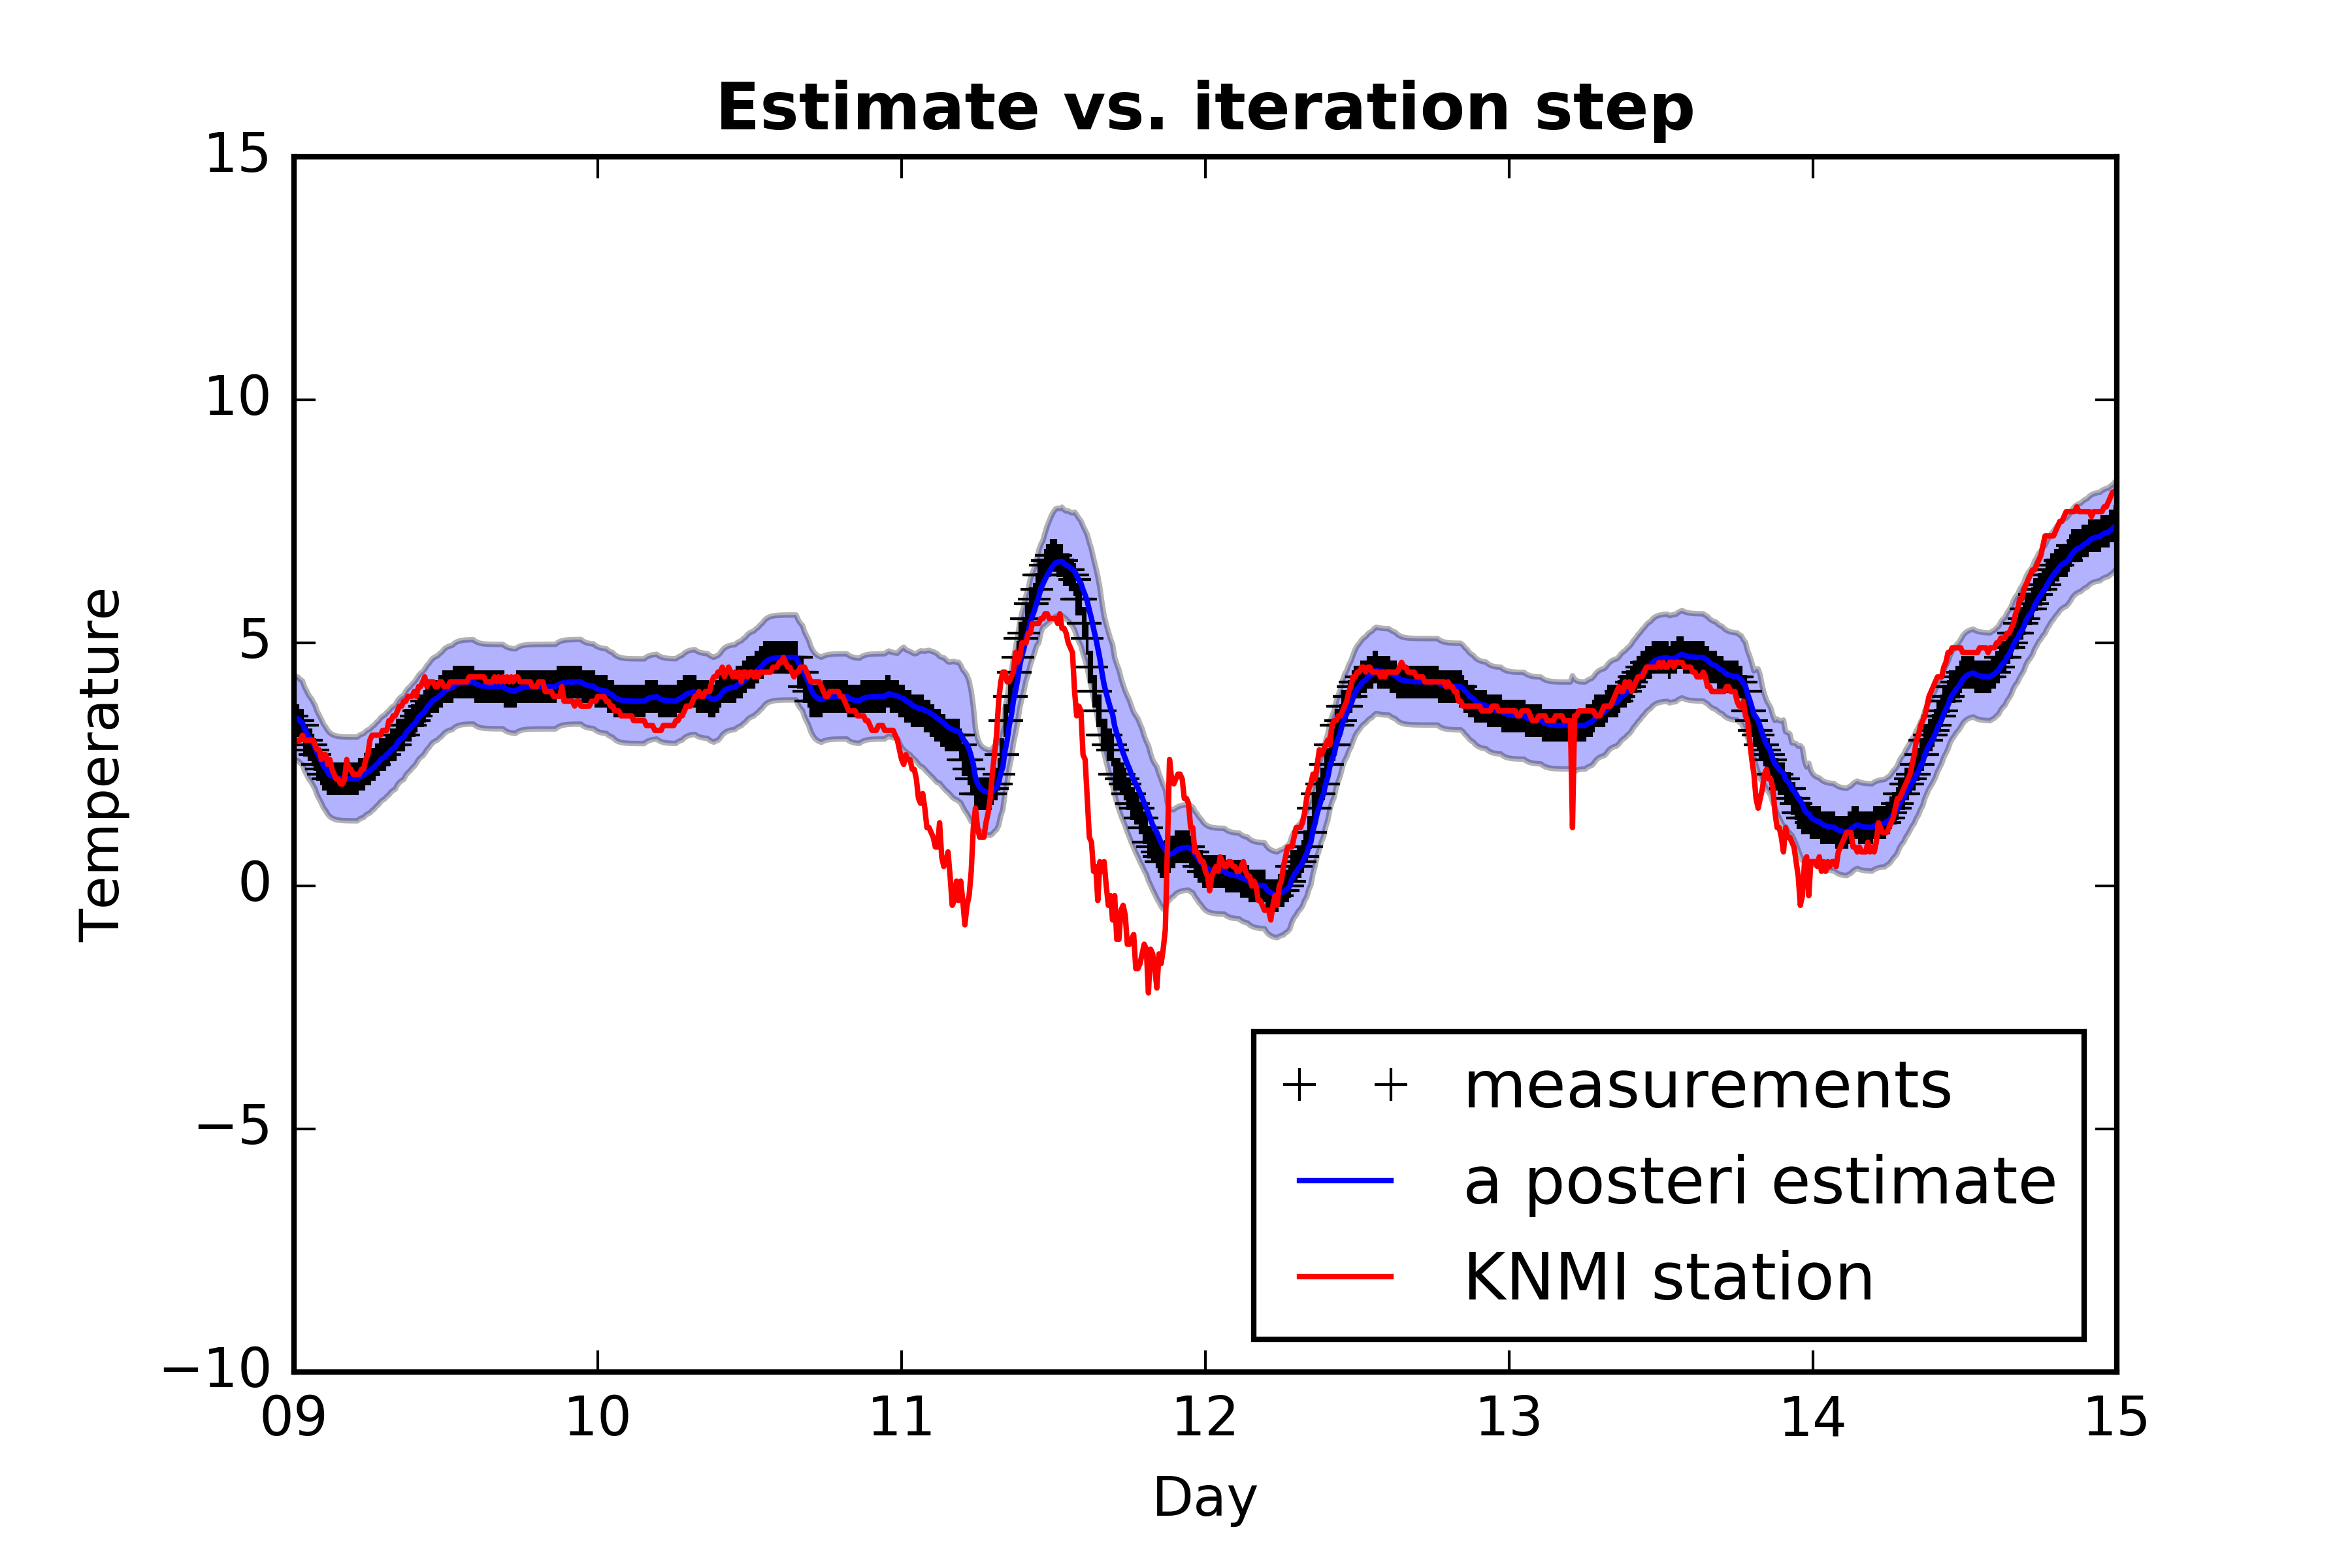 Estimate vs. iteration step
15
10
5
0
−5
−10
Temperature
measurements
a posteri estimate
KNMI station
09 10 11 12 13 14 15
Day